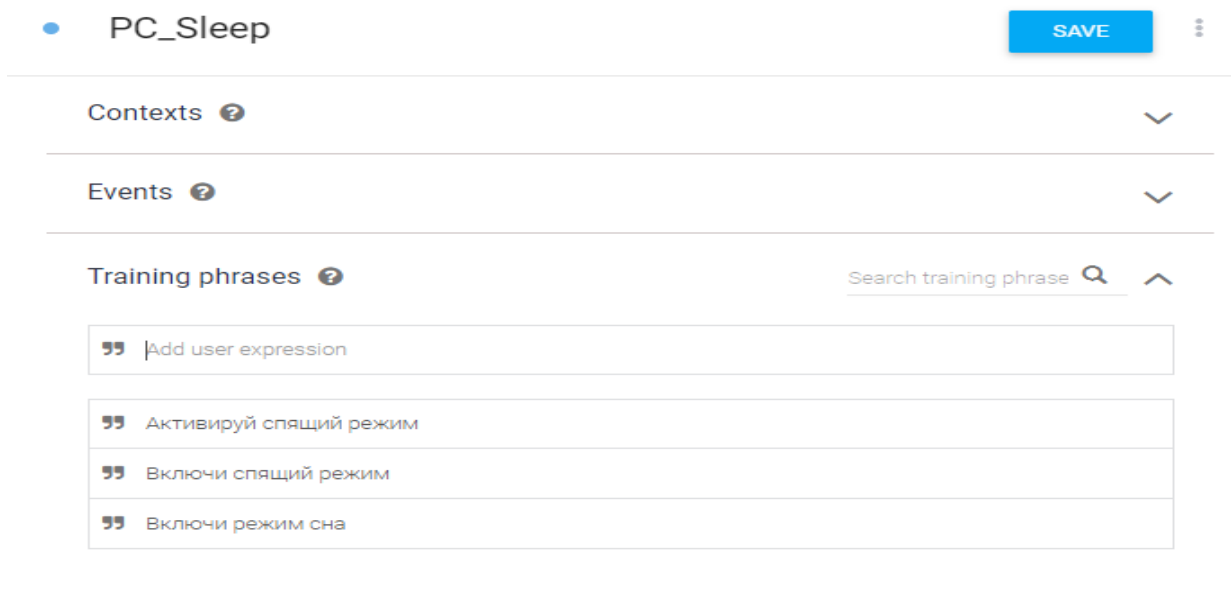 PC_Sleep SAVE
Contexts
Events
Training phrases Search training phrase
Add user expression
Активируй спящий режим
Включи спящий режим
Включи режим сна